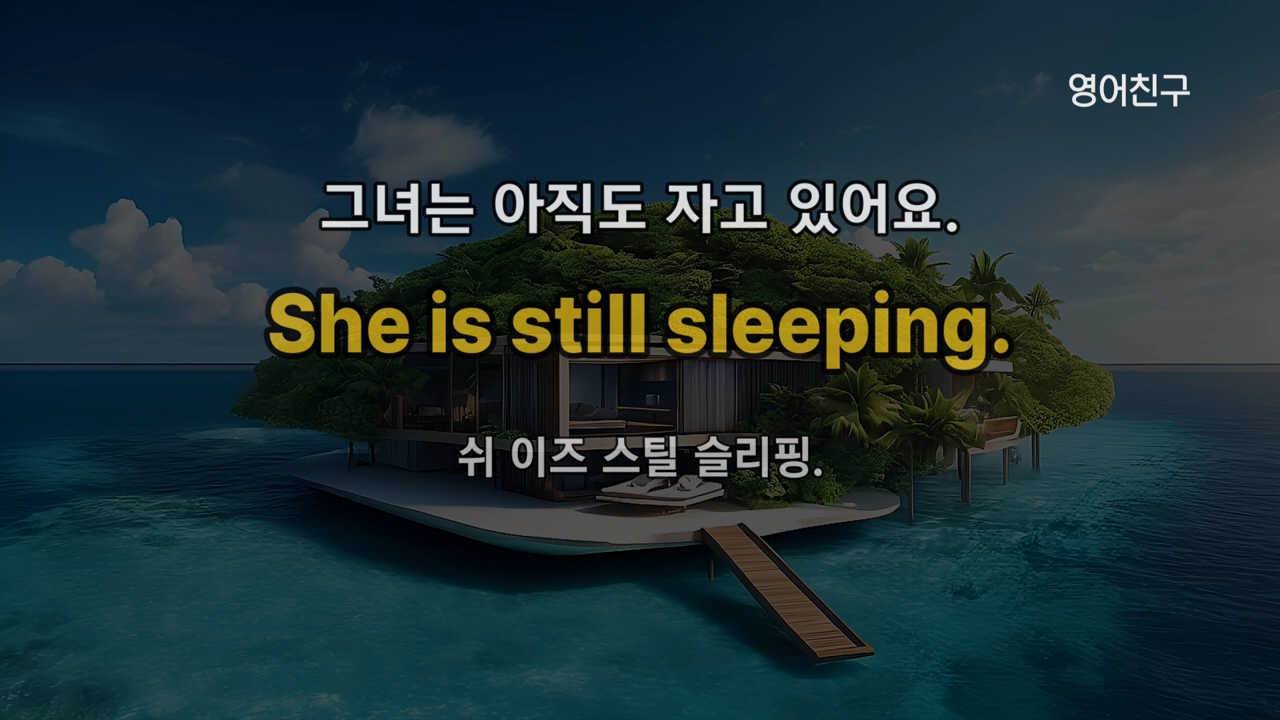 영어친구
그녀는 아직도 자고 있어요.
She is still sleeping.
쉬 이즈 스틸 슬리핑.